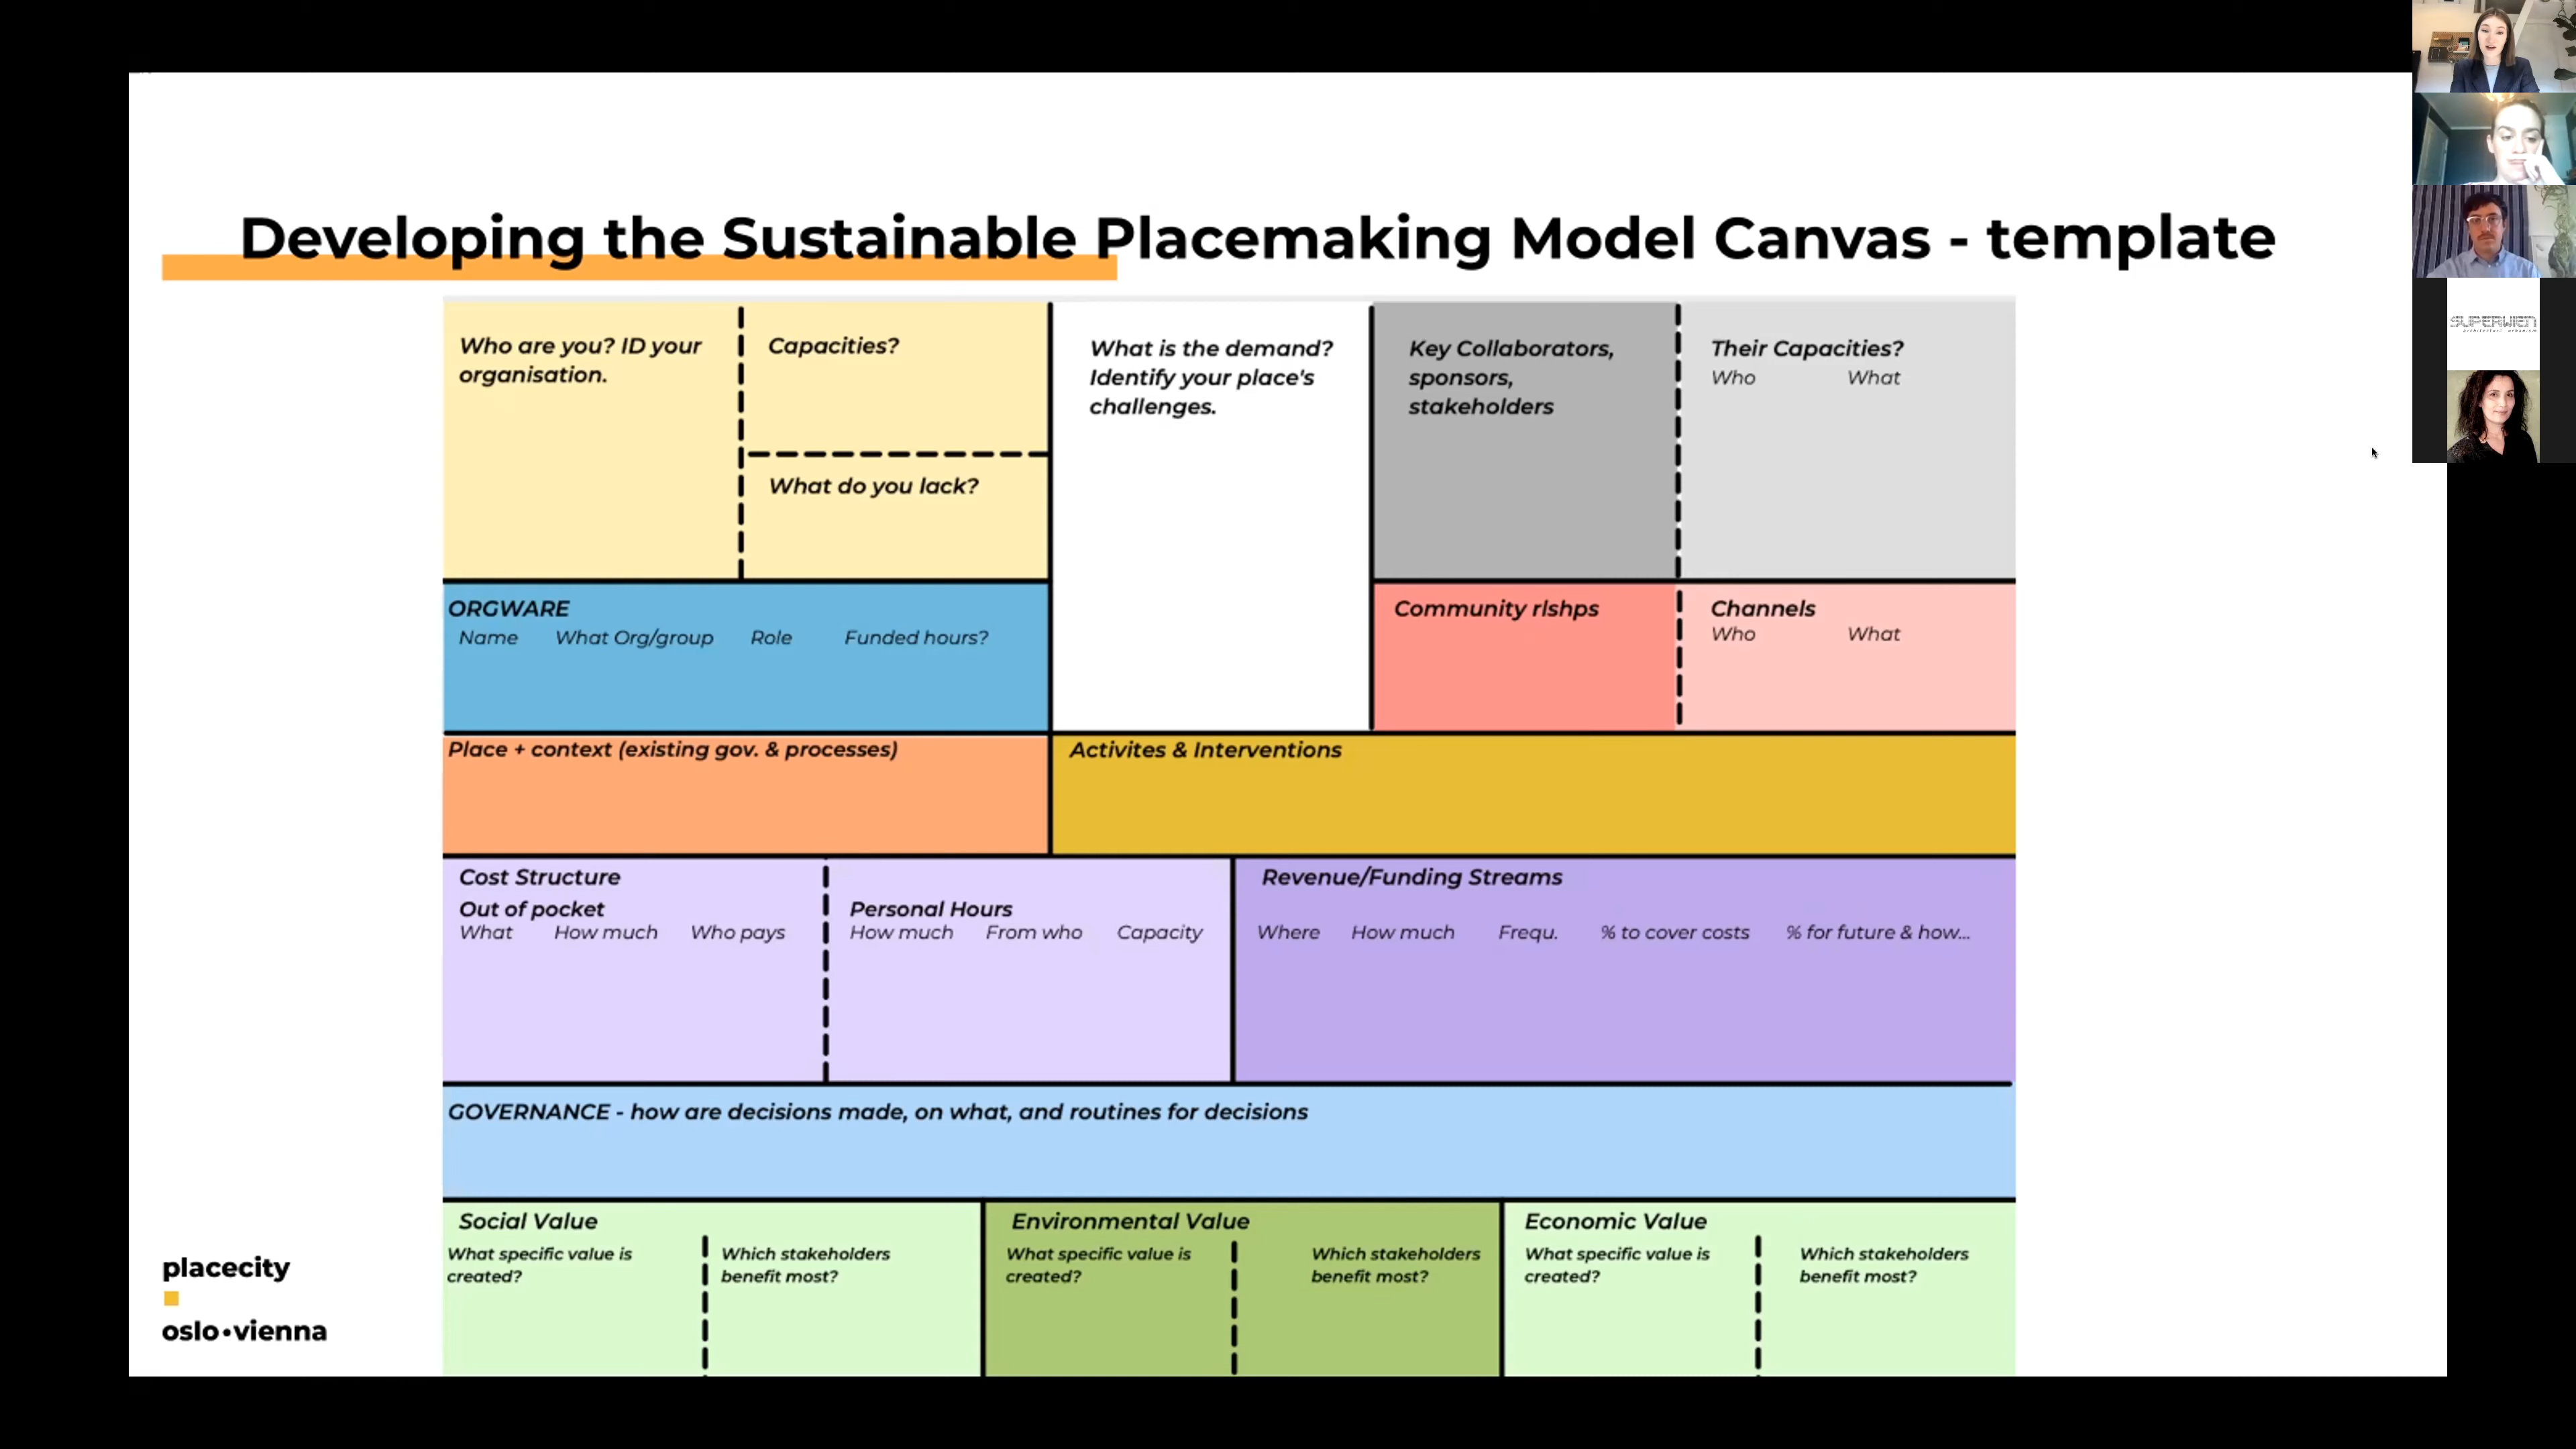 Developing the Sustainable Placemaking Model Canvas - template
Who are you? ID your
organisation.
Capacities?
What do you lack?
What is the demand?
Identify your place's
challenges.
Key Collaborators,
sponsors,
stakeholders
Their Capacities?
Who What
ORGWARE
Name What Org/group Role Funded hours?
Community rlshps
Channels
Who What
Place + context (existing gov. & processes)
Activites & Interventions
Cost Structure
Out of pocket
What How much Who pays
Personal Hours
How much From who Capacity
Revenue/Funding Streams
Where How much Frequ. % to cover costs % for future & how...
GOVERNANCE - how are decisions made, on what, and routines for decisions
Social Value
What specific value is
created?
Which stakeholders
benefit most?
Environmental Value
What specific value is
created?
Which stakeholders
benefit most?
Economic Value
What specific value is
created?
Which stakeholders
benefit most?
placecity
oslo•vienna
SUPERWIEN
architecture urbanism